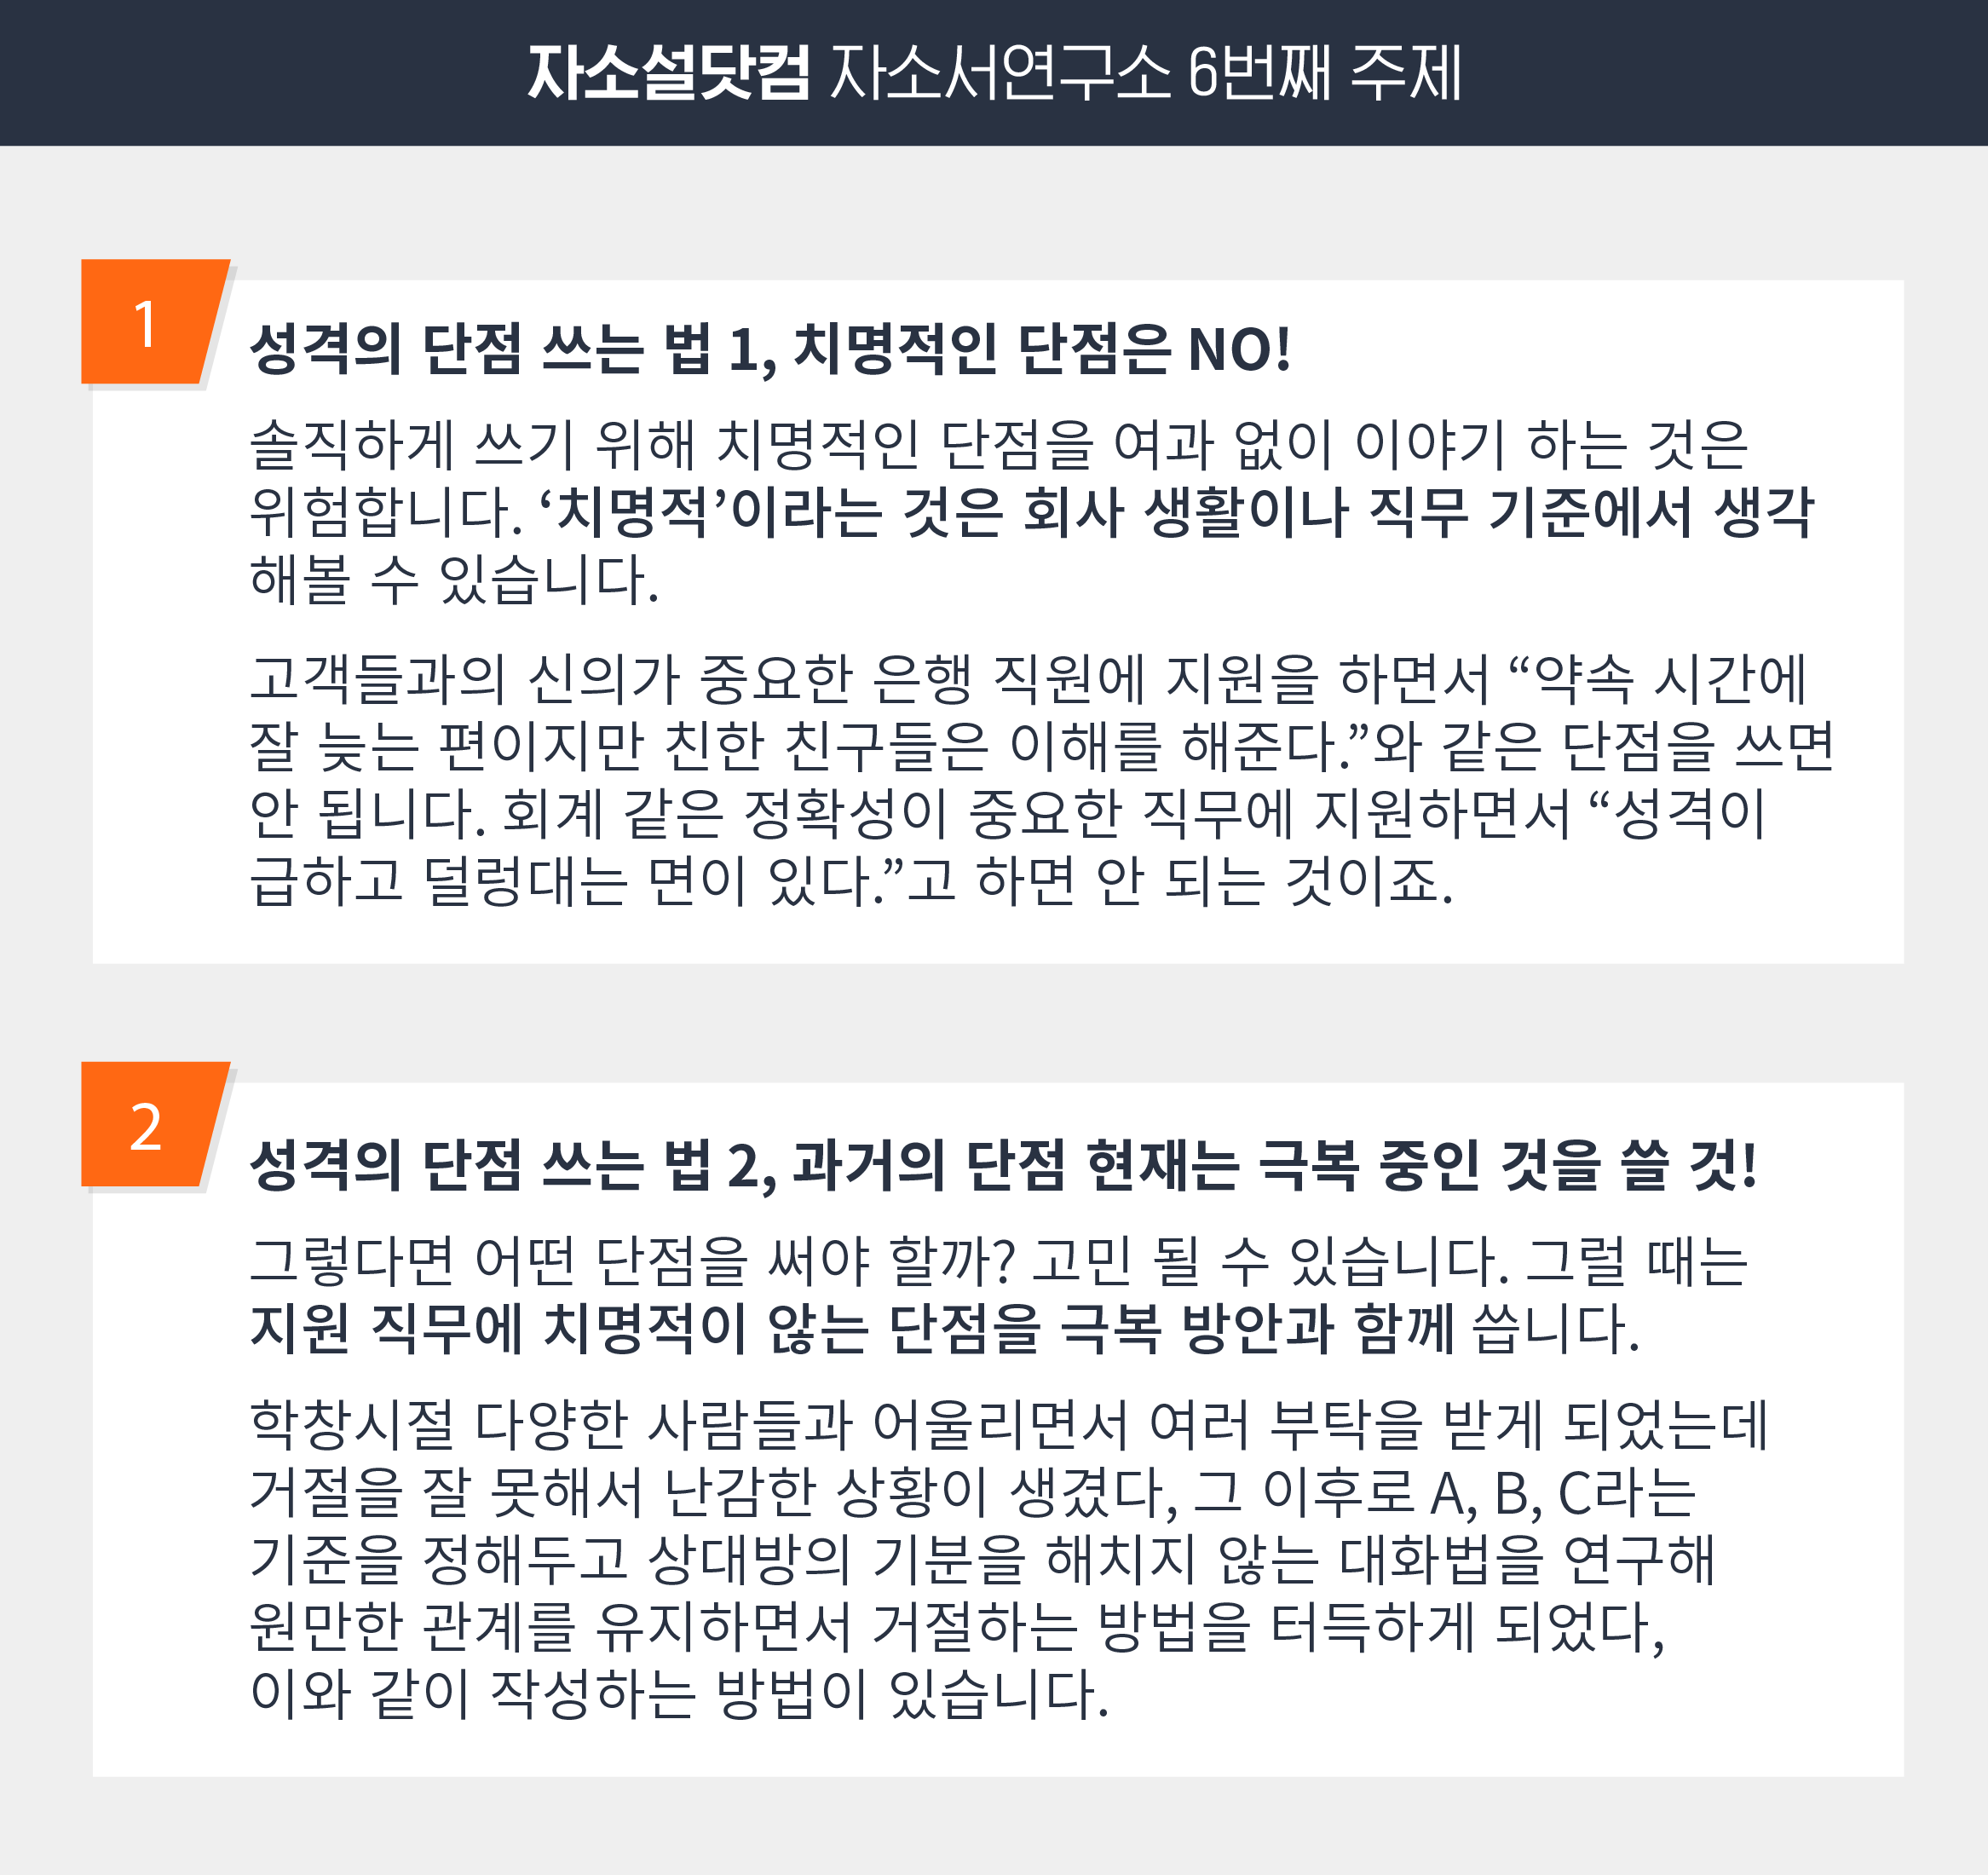 자소설닷컴 자소서연구소 6번째 주제
1
성격의 단점 쓰는 법 1, 치명적인 단점은 NO!
솔직하게 쓰기 위해 치명적인 단점을 여과 없이 이야기 하는 것은
위험합니다. ‘치명적’이라는 것은 회사 생활이나 직무 기준에서 생각
해볼 수 있습니다.
고객들과의 신의가 중요한 은행 직원에 지원을 하면서 “약속 시간에
잘 늦는 편이지만 친한 친구들은 이해를 해준다.”와 같은 단점을 쓰면
안 됩니다. 회계 같은 정확성이 중요한 직무에 지원하면서 “성격이
급하고 덜렁대는 면이 있다.”고 하면 안 되는 것이죠.
2
성격의 단점 쓰는 법 2, 과거의 단점 현재는 극복 중인 것을 쓸 것!
그렇다면 어떤 단점을 써야 할까? 고민 될 수 있습니다. 그럴 때는
지원 직무에 치명적이 않는 단점을 극복 방안과 함께 씁니다.
학창시절 다양한 사람들과 어울리면서 여러 부탁을 받게 되었는데
거절을 잘 못해서 난감한 상황이 생겼다, 그 이후로 A, B, C라는
기준을 정해두고 상대방의 기분을 해치지 않는 대화법을 연구해
원만한 관계를 유지하면서 거절하는 방법을 터득하게 되었다,
이와 같이 작성하는 방법이 있습니다.